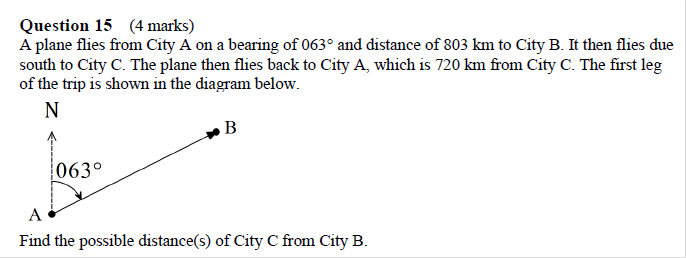 Question 15 (4 marks)
A plane flies from City A on a bearing of 063° and distance of 803 km to City B. It then flies due
south to City C. The plane then flies back to City A, which is 720 km from City C. The first leg
of the trip is shown in the diagram below.
N
B
063°
A
Find the possible distance(s) of City C from City B.